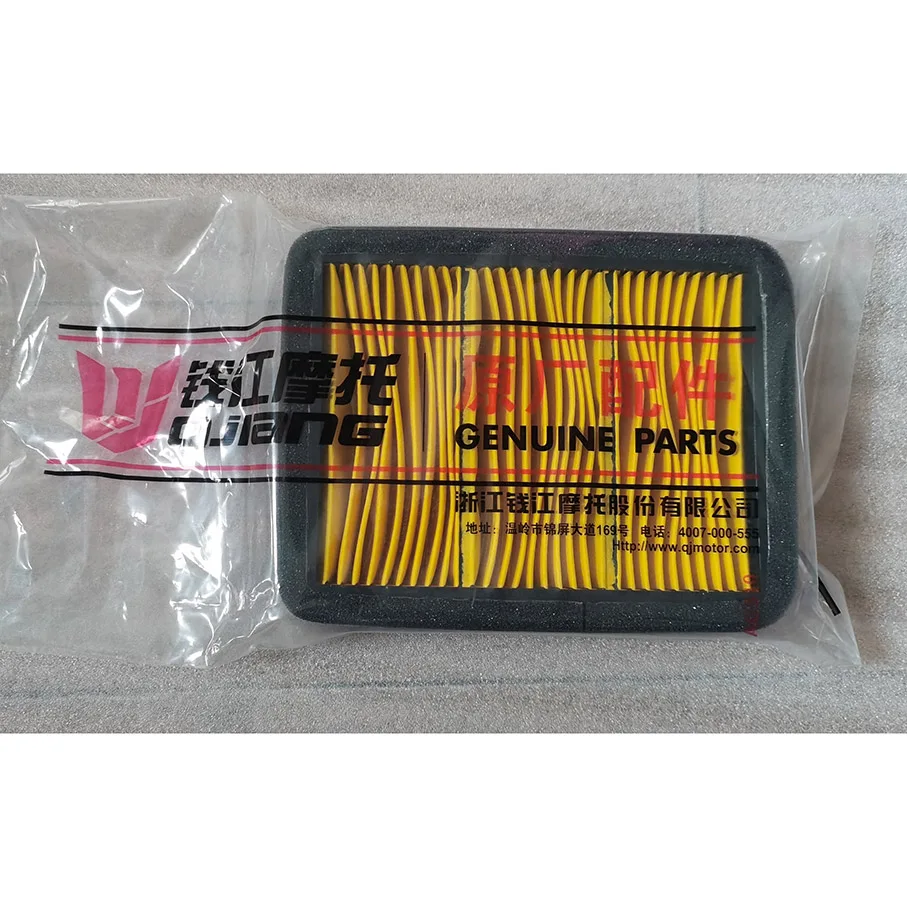 钱江摩托
QJIANG
原厂配件
GENUINE PARTS
浙江钱江摩托股份有限公司
地址：温岭市锦屏大道169号 电话：4007-000-555
Http://www.qjmotor.com